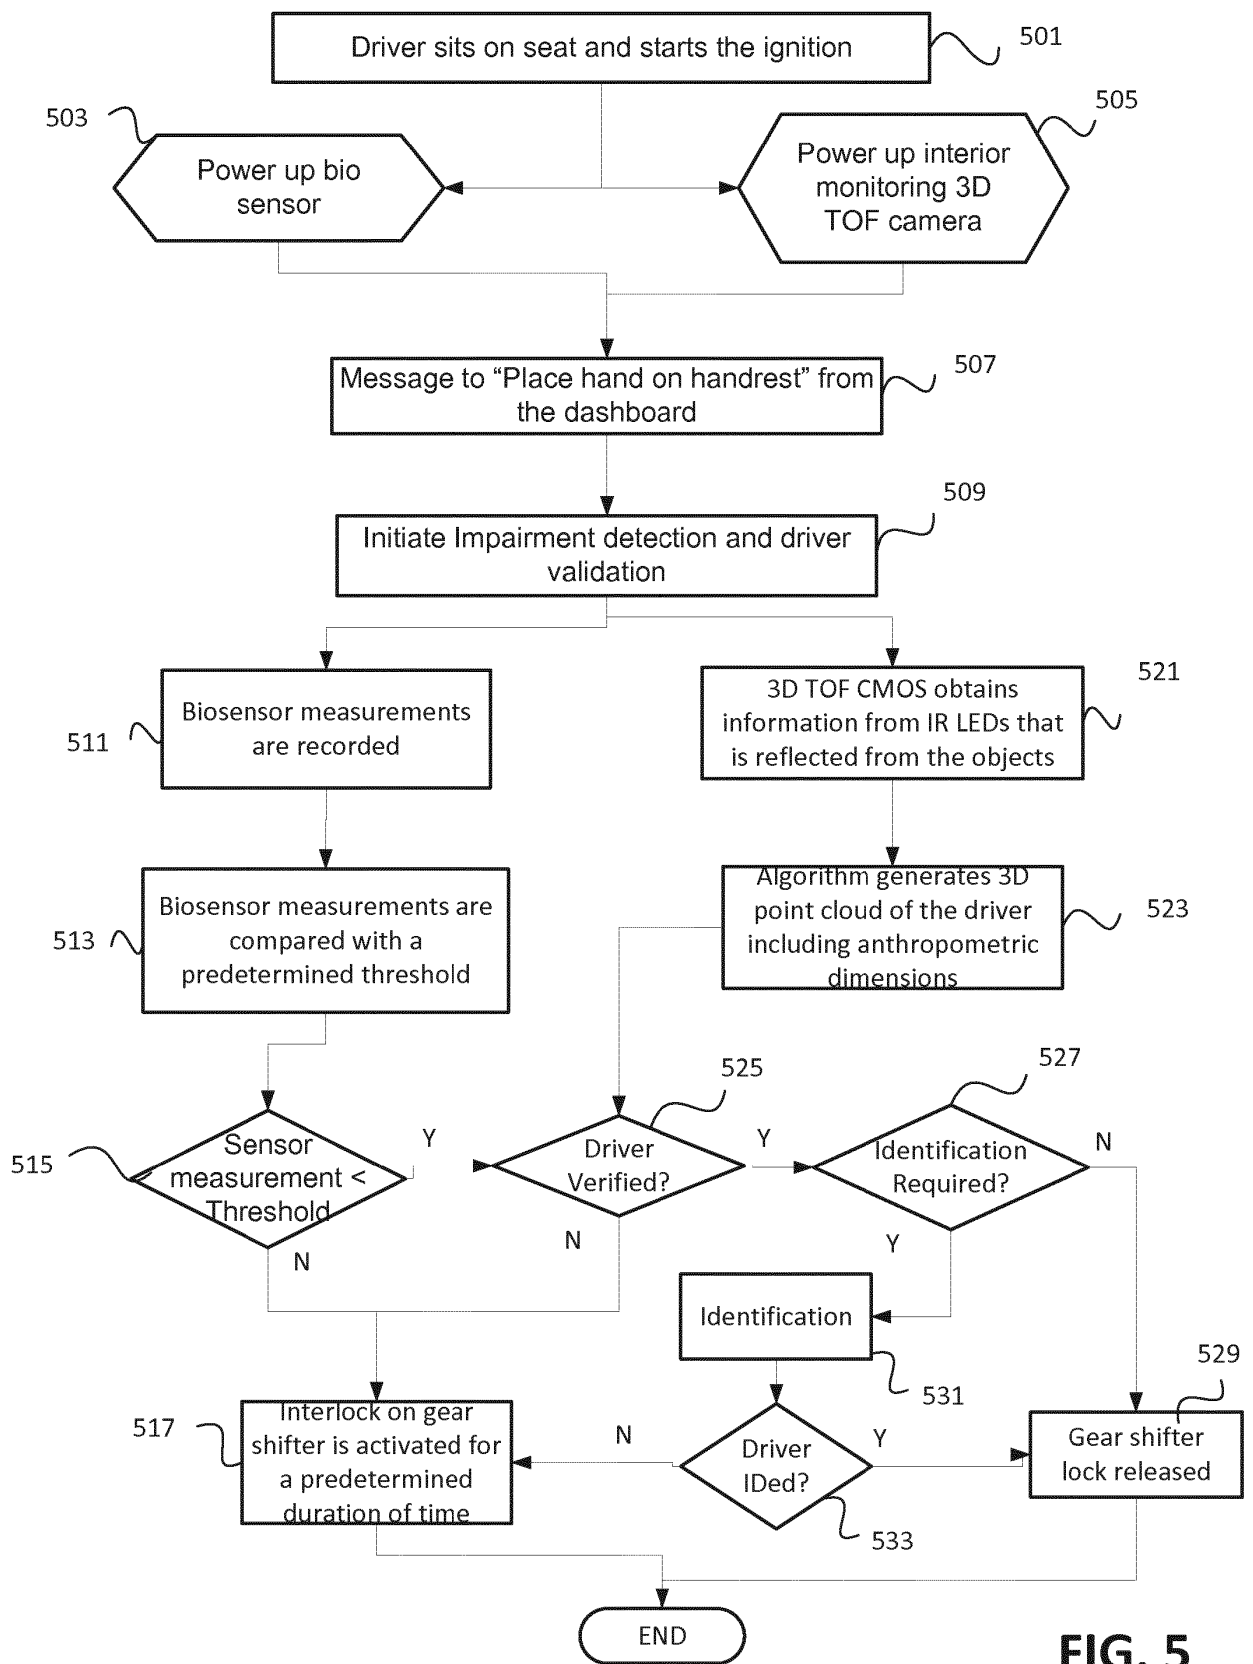 Driver sits on seat and starts the ignition
501
503
505
Power up bio
sensor
Power up interior
monitoring 3D
TOF camera
Message to “Place hand on handrest” from
the dashboard
507
509
Initiate Impairment detection and driver
validation
511
Biosensor measurements
are recorded
3D TOF CMOS obtains
information from IR LEDs that
is reflected from the objects
521
513
Biosensor measurements are
compared with a
predetermined threshold
Algorithm generates 3D
point cloud of the driver
including anthropometric
dimensions
523
525
527
515
Sensor
measurement <
Threshold
Y
N
Driver
Verified?
Y
N
Identification
Required?
N
Y
Identification
531
529
517
Interlock on gear
shifter is activated for
a predetermined
duration of time
N
Driver
IDed?
Y
533
Gear shifter
lock released
END
FIG. 5